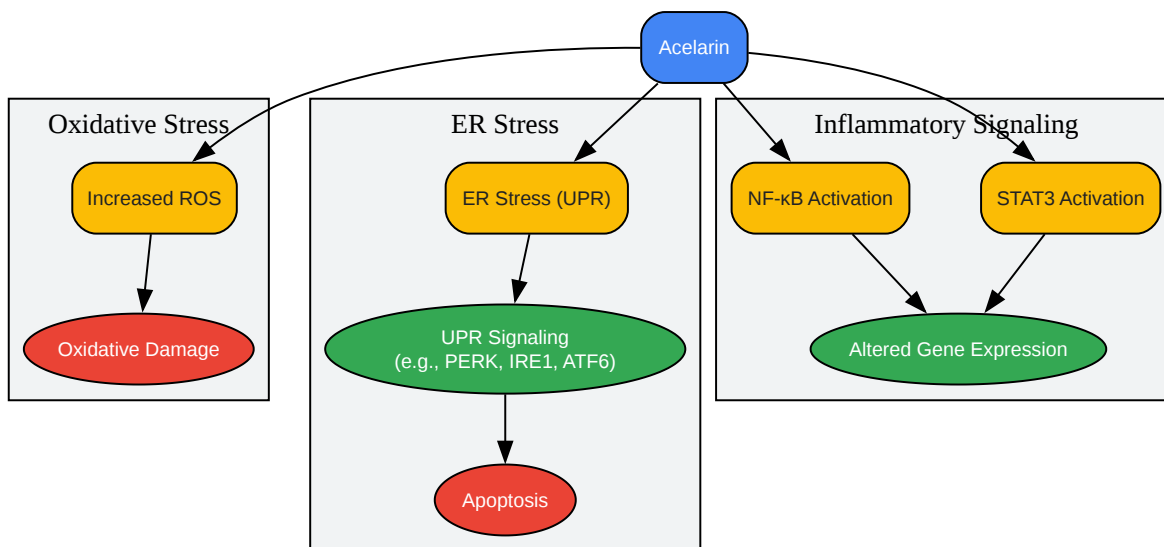 Acelarin
Oxidative Stress
ER Stress
Inflammatory Signaling
Increased ROS
ER Stress (UPR)
NF-κB Activation
STAT3 Activation
Oxidative Damage
UPR Signaling
(e.g., PERK, IRE1, ATF6)
Altered Gene Expression
Apoptosis